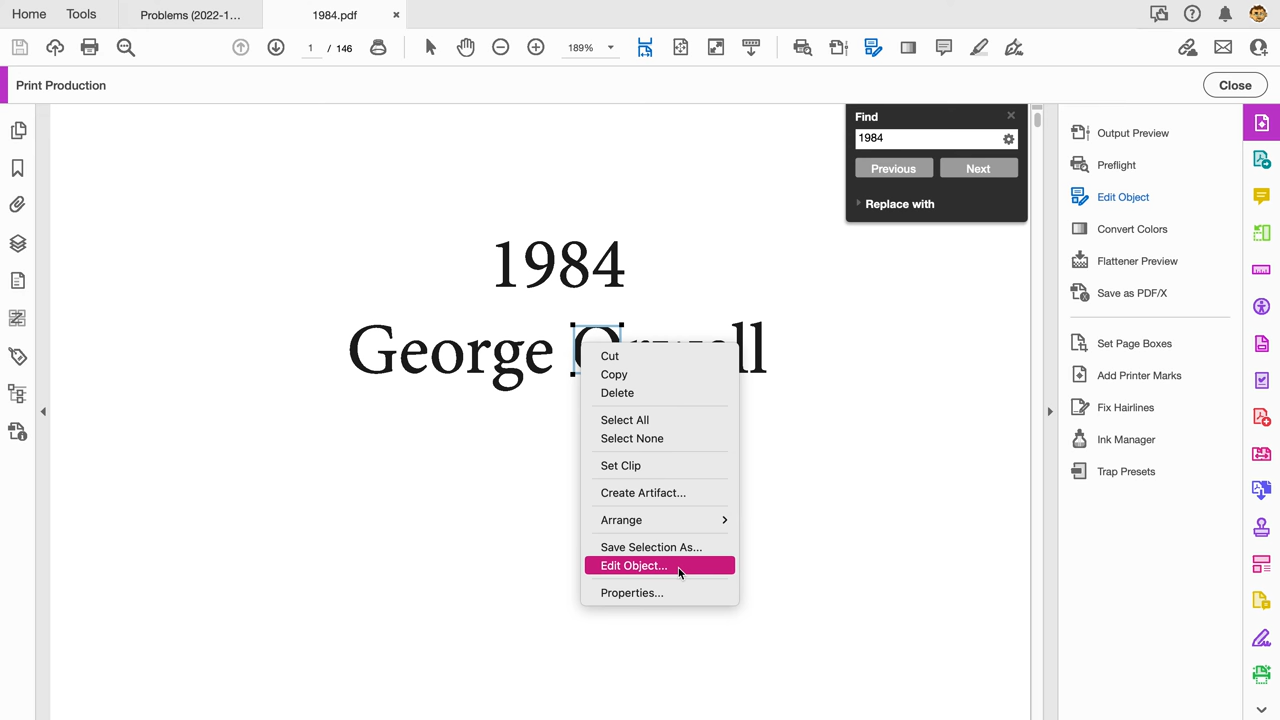 Home Tools Problems (2022-1... 1984.pdf
1 / 146 189%
Print Production Close
Find
1984
Previous Next
Replace with
1984
George
Cut
Copy
Delete
Select All
Select None
Set Clip
Create Artifact...
Arrange
Save Selection As...
Edit Object...
Properties...
Output Preview
Preflight
Edit Object
Convert Colors
Flattener Preview
Save as PDF/X
Set Page Boxes
Add Printer Marks
Fix Hairlines
Ink Manager
Trap Presets